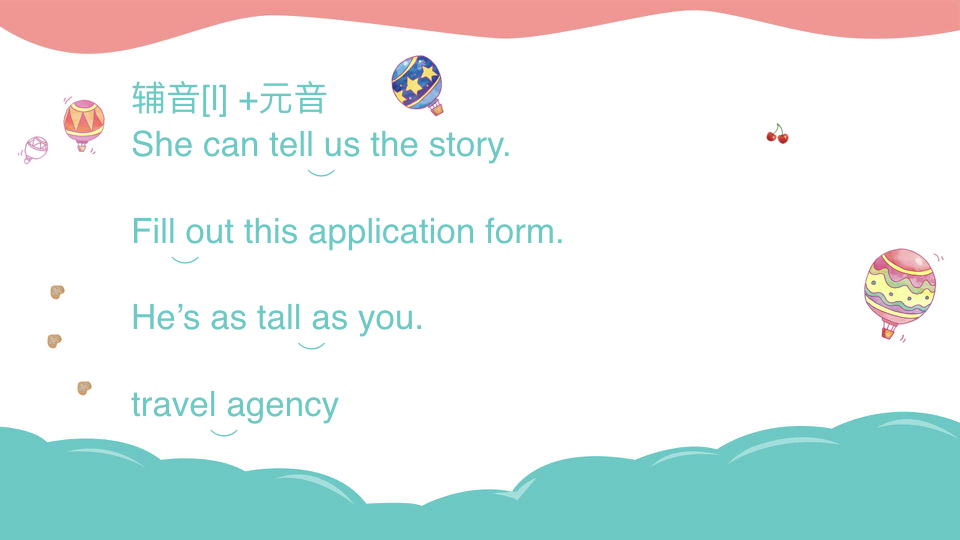 辅音[l] +元音
She can tell us the story.
Fill out this application form.
He’s as tall as you.
travel agency